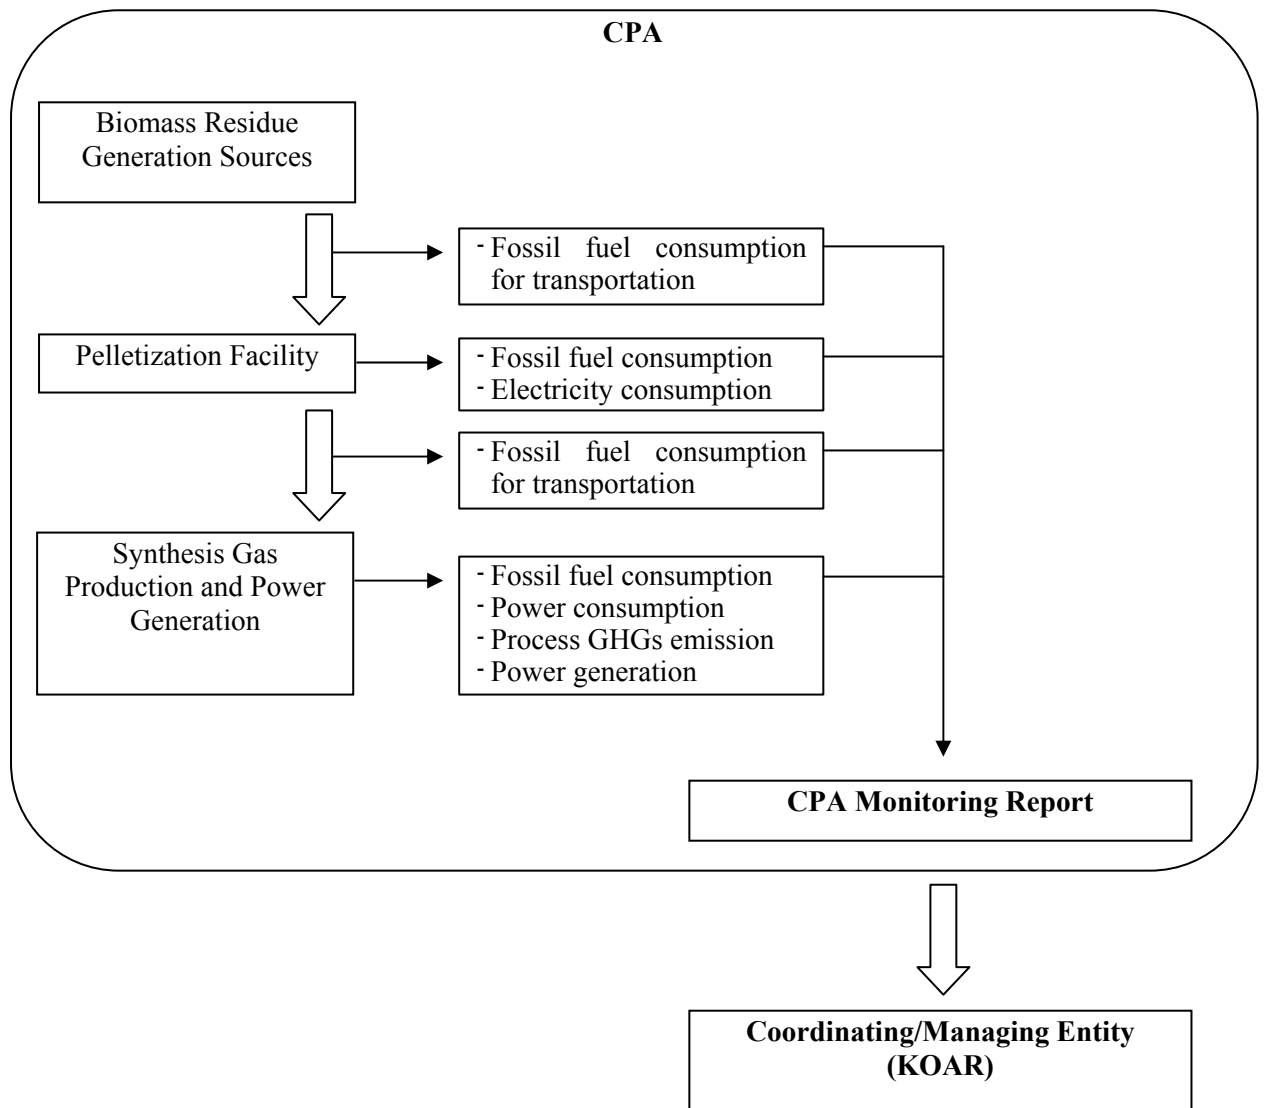 CPA
Biomass Residue
Generation Sources
- Fossil fuel consumption
for transportation
Pelletization Facility
- Fossil fuel consumption
- Electricity consumption
- Fossil fuel consumption
for transportation
Synthesis Gas
Production and Power
Generation
- Fossil fuel consumption
- Power consumption
- Process GHGs emission
- Power generation
CPA Monitoring Report
Coordinating/Managing Entity
(KOAR)